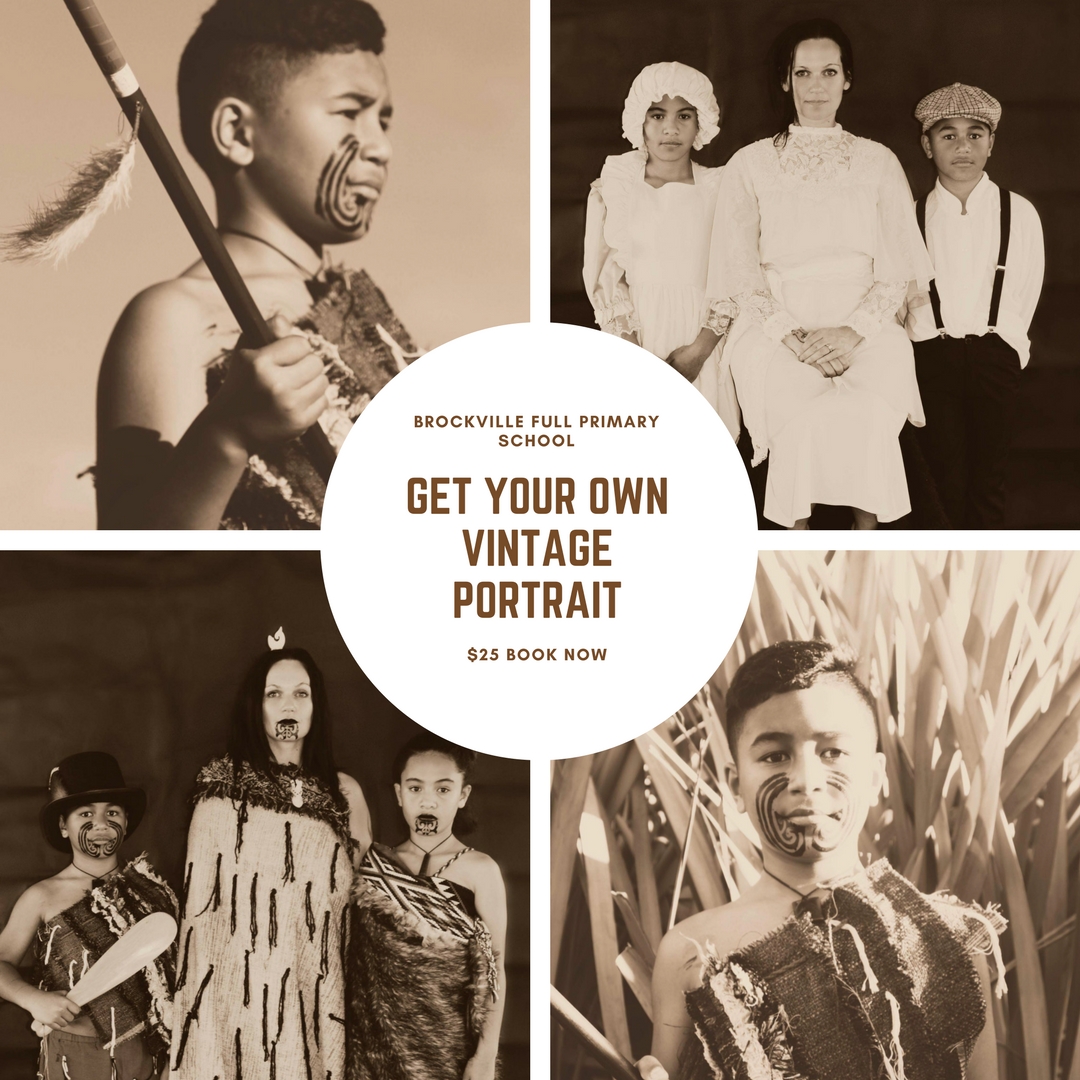 BROCKVILLE FULL PRIMARY
SCHOOL
GET YOUR OWN
VINTAGE
PORTRAIT
$25 BOOK NOW